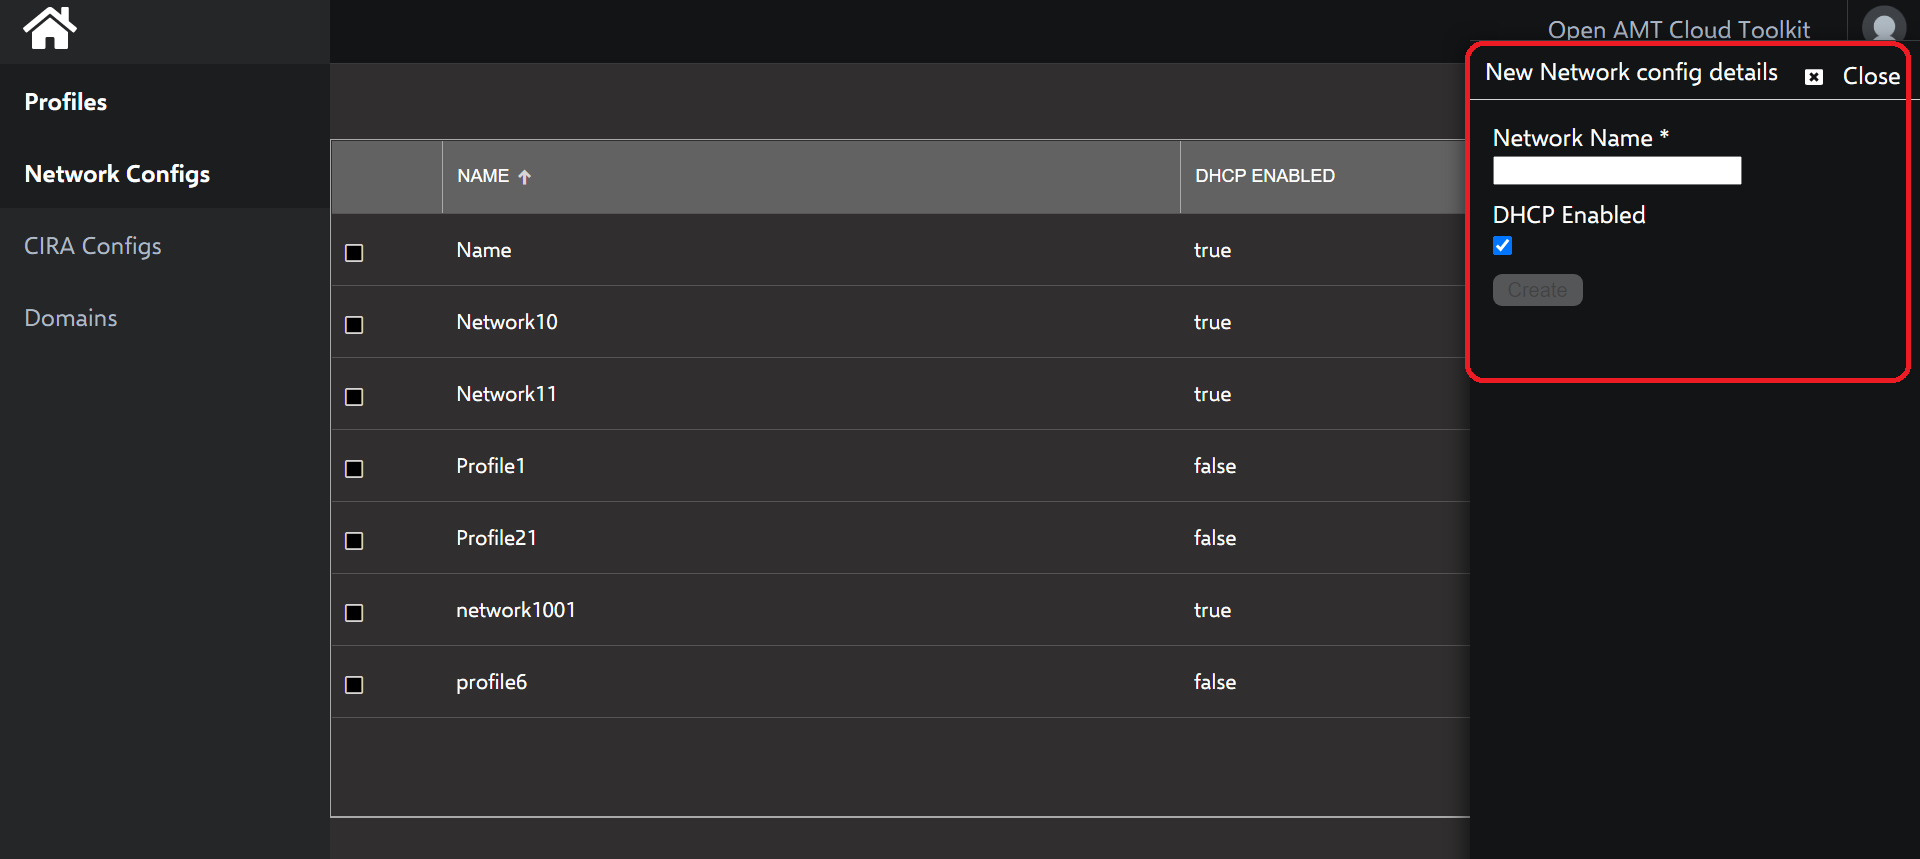 Open AMT Cloud Toolkit
Profiles
Network Configs
CIRA Configs
Domains
NAME DHCP ENABLED
Name true
Network10 true
Network11 true
Profile1 false
Profile21 false
network1001 true
profile6 false
New Network config details Close
Network Name *
DHCP Enabled
Create